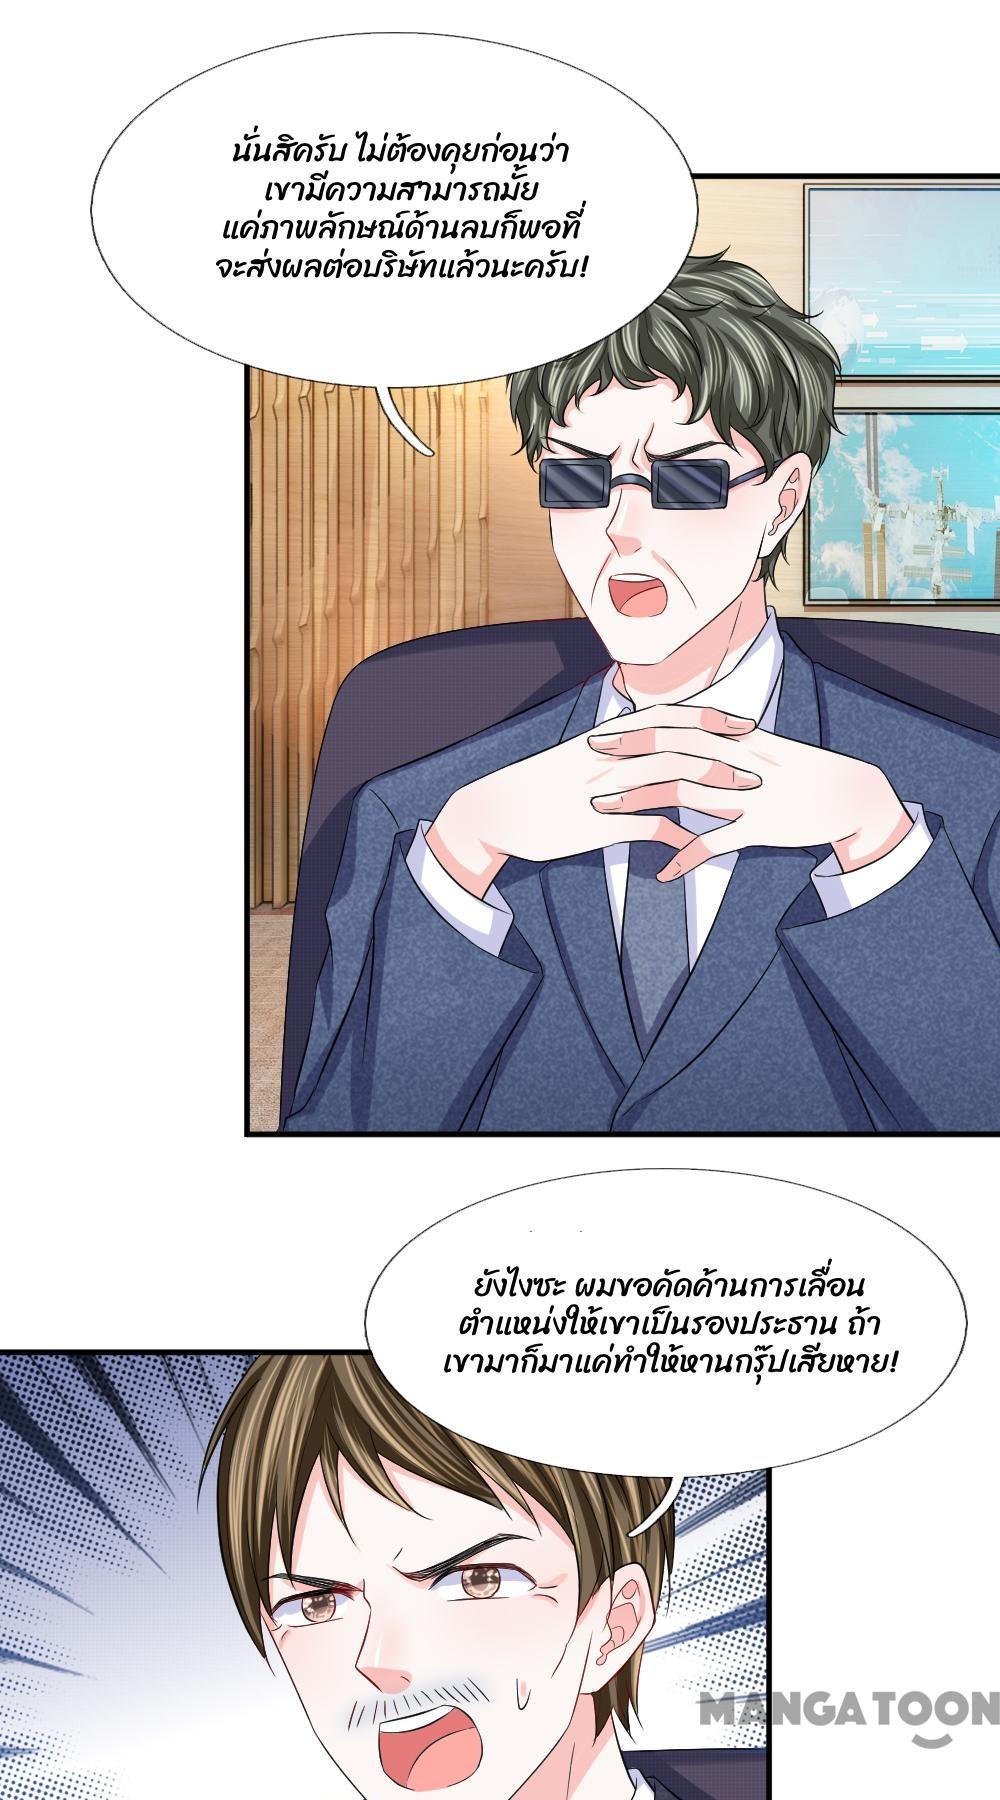 นั่นสิครับ ไม่ต้องคุยก่อนว่า
เขามีความสามารถมั้ย
แค่ภาพลักษณ์ด้านลบก็พอที่
จะส่งผลต่อบริษัทแล้วนะครับ!
ยังไงซะ ผมขอคัดค้านการเลื่อน
ตำแหน่งให้เขาเป็นรองประธาน ถ้า
เขามาก็มาแค่ทำให้หานกรุ๊ปเสียหาย!
MANGATOON